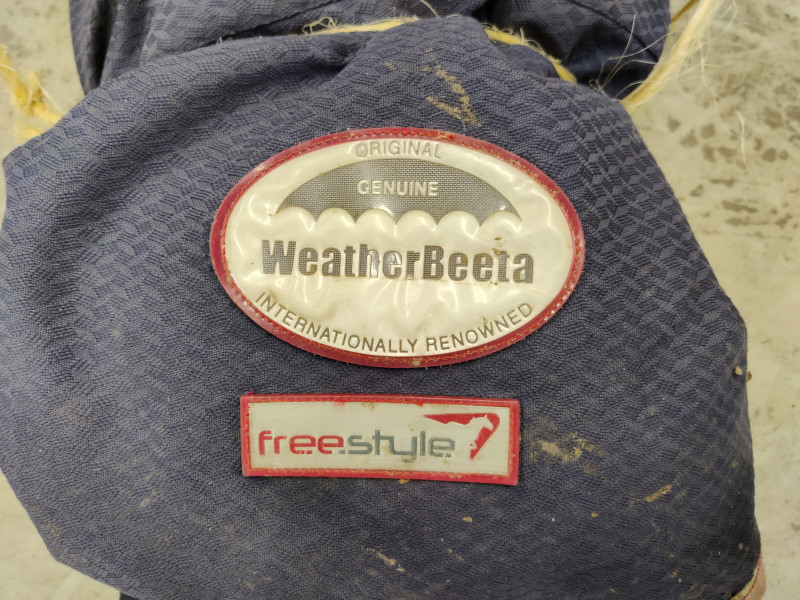 ORIGINAL
GENUINE
WeatherBeeta
INTERNATIONALLY RENOWNED
freestyle